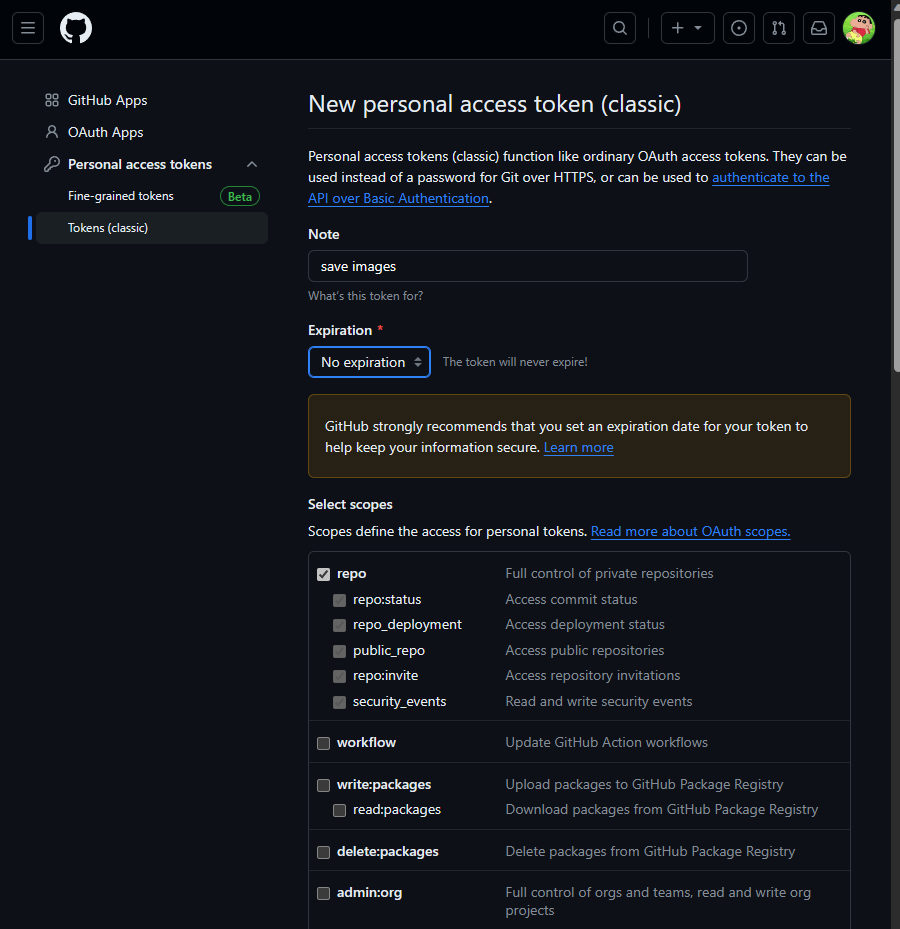 GitHub Apps
OAuth Apps
Personal access tokens
Fine-grained tokens Beta
Tokens (classic)
New personal access token (classic)
Personal access tokens (classic) function like ordinary OAuth access tokens. They can be
used instead of a password for Git over HTTPS, or can be used to authenticate to the
API over Basic Authentication.
Note
save images
What's this token for?
Expiration *
No expiration The token will never expire!
GitHub strongly recommends that you set an expiration date for your token to
help keep your information secure. Learn more
Select scopes
Scopes define the access for personal tokens. Read more about OAuth scopes.
repo Full control of private repositories
repo:status Access commit status
repo_deployment Access deployment status
public_repo Access public repositories
repo:invite Access repository invitations
security_events Read and write security events
workflow Update GitHub Action workflows
write:packages Upload packages to GitHub Package Registry
read:packages Download packages from GitHub Package Registry
delete:packages Delete packages from GitHub Package Registry
admin:org Full control of orgs and teams, read and write org
projects